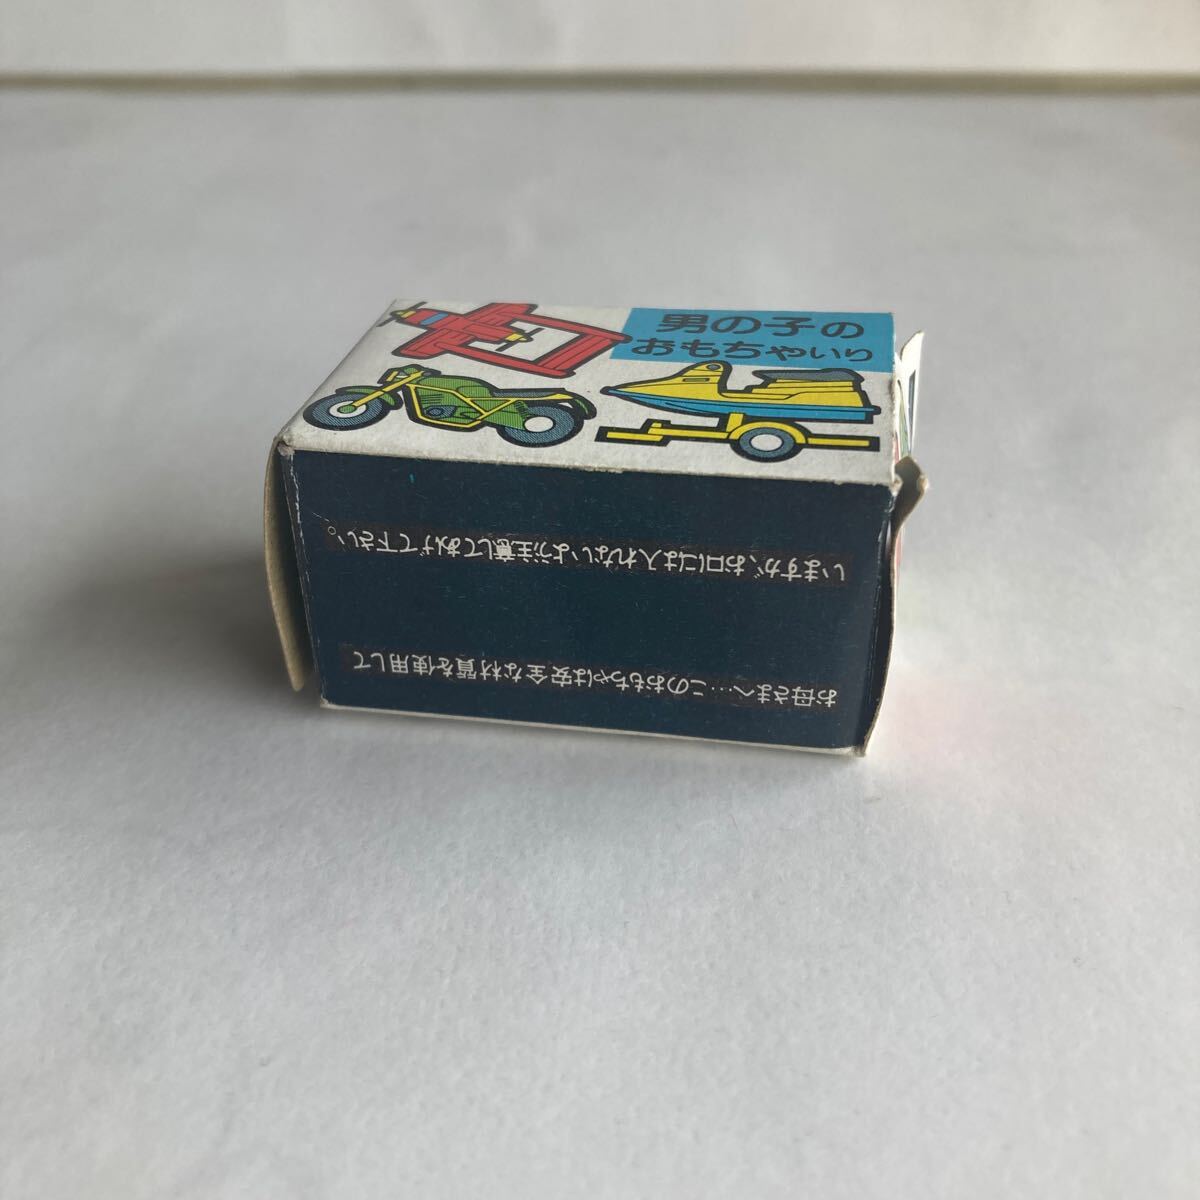 男の子の
おもちゃいり
お母さまへ…このおもちゃは安全な材質を使用して
いますが、お口には入れないよう注意してあげて下さい。